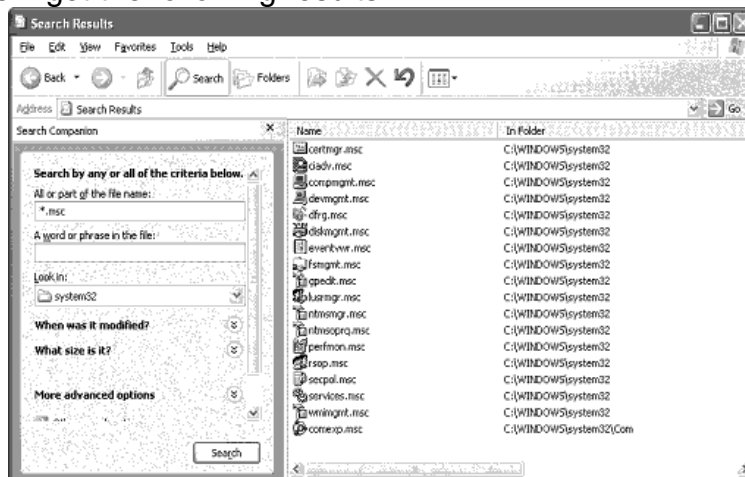 get the following results
Search Results
File Edit View Favorites Tools Help
Back Search Folders
Address Search Results Go
Search Companion
Name In Folder
Search by any or all of the criteria below.
All or part of the file name:
*.msc
A word or phrase in the file:
Look in:
system32
When was it modified?
What size is it?
More advanced options
Search
certmgr.msc C:\WINDOWS\system32
ciadv.msc C:\WINDOWS\system32
compmgmt.msc C:\WINDOWS\system32
devmgmt.msc C:\WINDOWS\system32
dfrg.msc C:\WINDOWS\system32
diskmgmt.msc C:\WINDOWS\system32
eventvwr.msc C:\WINDOWS\system32
fsmgmt.msc C:\WINDOWS\system32
gpedit.msc C:\WINDOWS\system32
lusrmgr.msc C:\WINDOWS\system32
ntmsmgr.msc C:\WINDOWS\system32
ntmsoprq.msc C:\WINDOWS\system32
perfmon.msc C:\WINDOWS\system32
rsop.msc C:\WINDOWS\system32
secpol.msc C:\WINDOWS\system32
services.msc C:\WINDOWS\system32
wmimgmt.msc C:\WINDOWS\system32
comexp.msc C:\WINDOWS\system32\Com